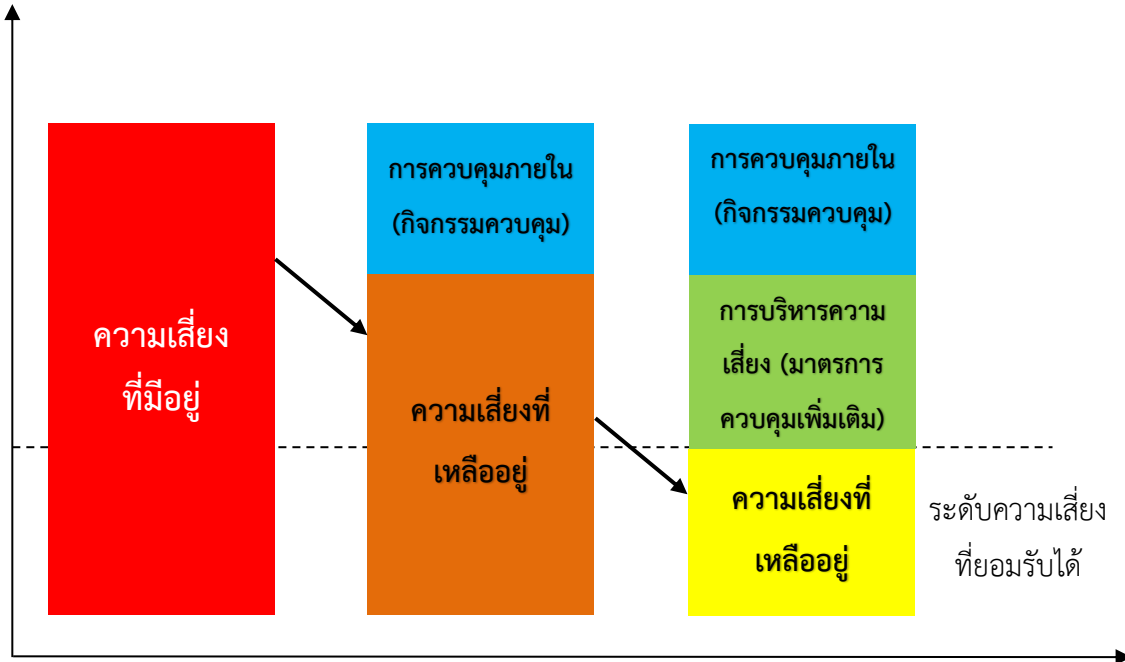 ความเสี่ยง
ที่มีอยู่
การควบคุมภายใน
(กิจกรรมควบคุม)
ความเสี่ยงที่
เหลืออยู่
การควบคุมภายใน
(กิจกรรมควบคุม)
การบริหารความ
เสี่ยง (มาตรการ
ควบคุมเพิ่มเติม)
ความเสี่ยงที่
เหลืออยู่
ระดับความเสี่ยง
ที่ยอมรับได้